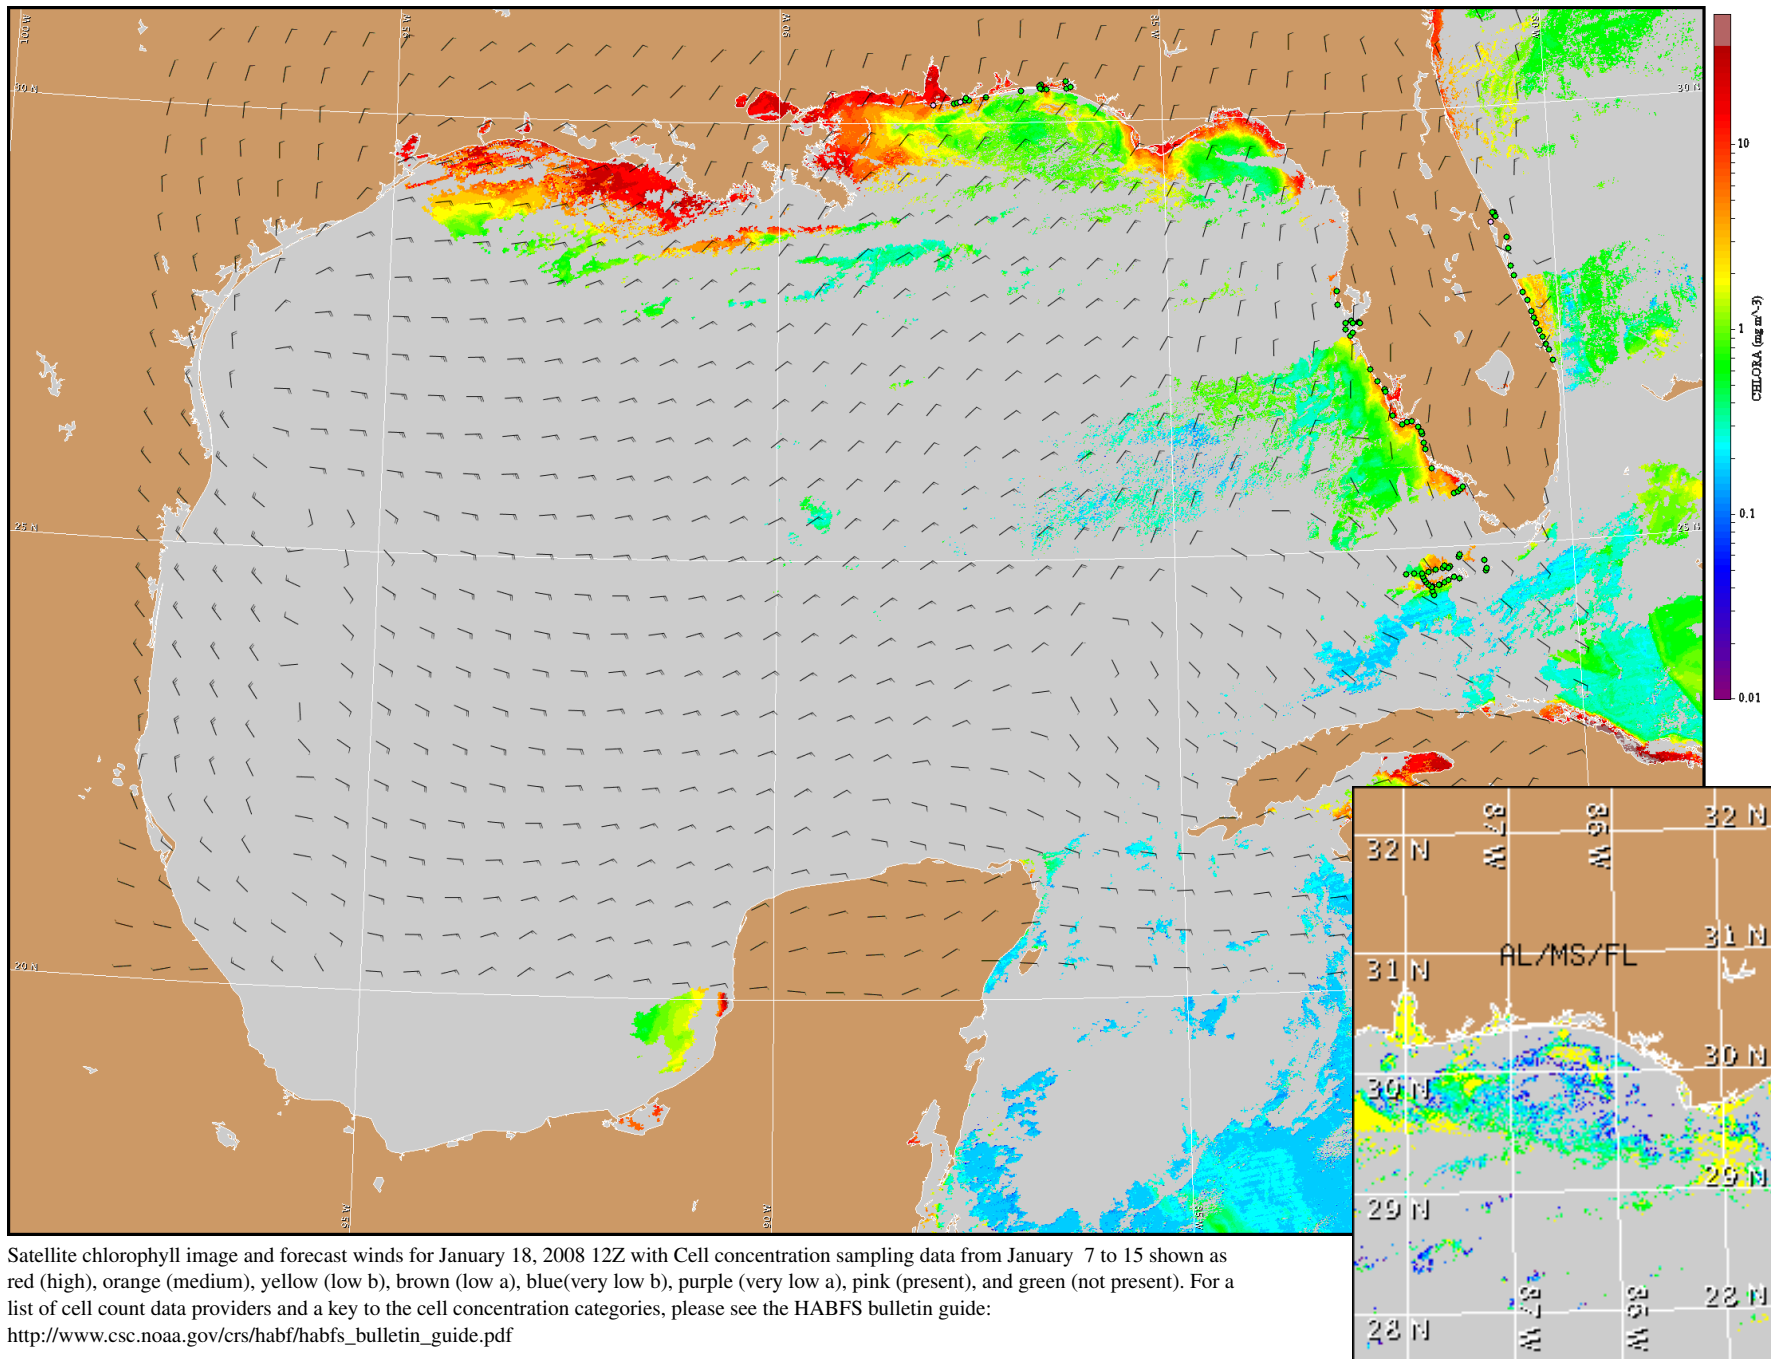 100W
95 W
90 W
85 W
80W
30 N
30 N
10
1
CHLORA (mg m^-3)
0.1
0.01
25 N
25 N
20 N
95 W
90 W
85 W
87 W
86 W
32 N
32 N
31 N
AL/MS/FL
31 N
30 N
30 N
29 N
29 N
28 N
87 W
86 W
28 N
Satellite chlorophyll image and forecast winds for January 18, 2008 12Z with Cell concentration sampling data from January  7 to 15 shown as
red (high), orange (medium), yellow (low b), brown (low a), blue(very low b), purple (very low a), pink (present), and green (not present). For a
list of cell count data providers and a key to the cell concentration categories, please see the HABFS bulletin guide:
http://www.csc.noaa.gov/crs/habf/habfs_bulletin_guide.pdf